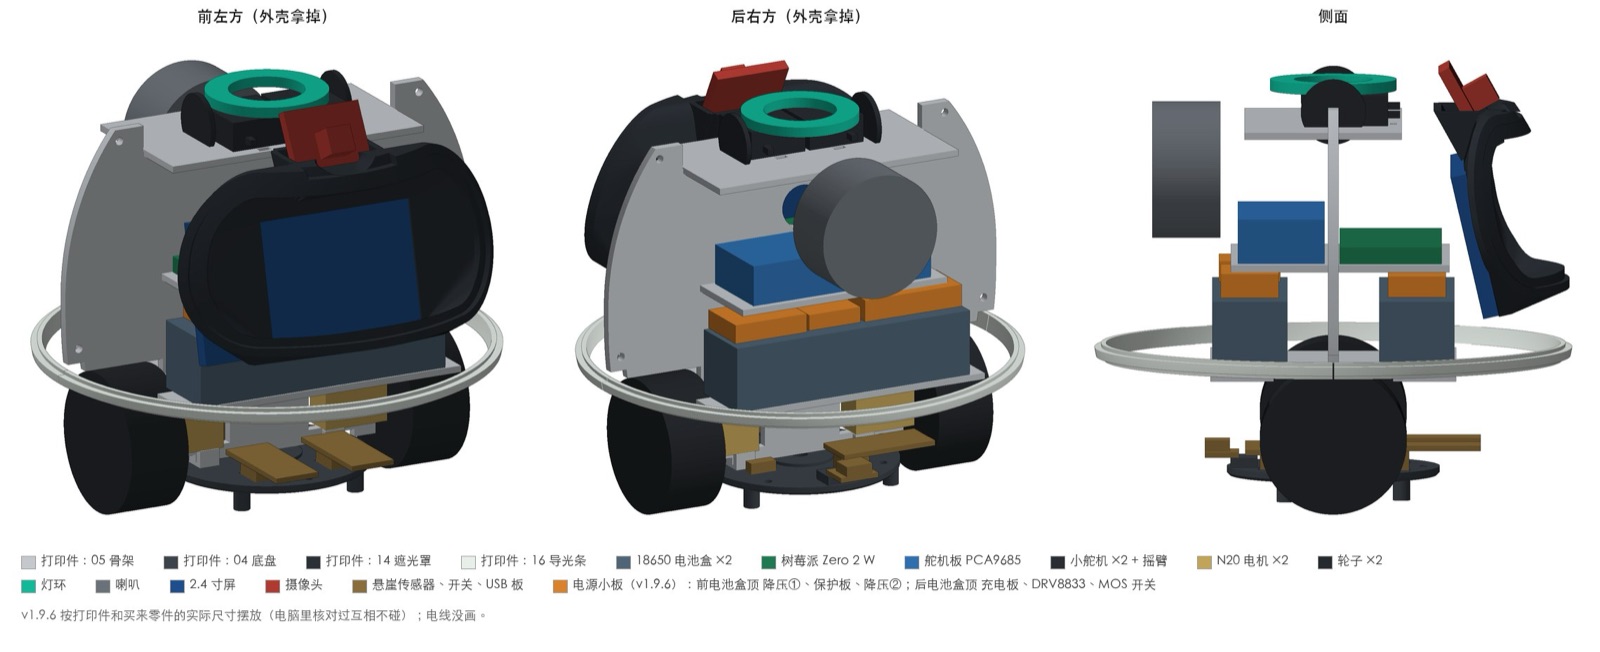 前左方（外壳拿掉） 后右方（外壳拿掉） 侧面
打印件：05 骨架 打印件：04 底盘 打印件：14 遮光罩 打印件：16 导光条 18650 电池盒 ×2 树莓派 Zero 2 W 舵机板 PCA9685 小舵机 ×2 + 摇臂 N20 电机 ×2 轮子 ×2
灯环 喇叭 2.4 寸屏 摄像头 悬崖传感器、开关、USB 板 电源小板（v1.9.6）：前电池盒顶 降压①、保护板、降压②；后电池盒顶 充电板、DRV8833、MOS 开关
v1.9.6 按打印件和买来零件的实际尺寸摆放（电脑里核对过互相不碰）；电线没画。